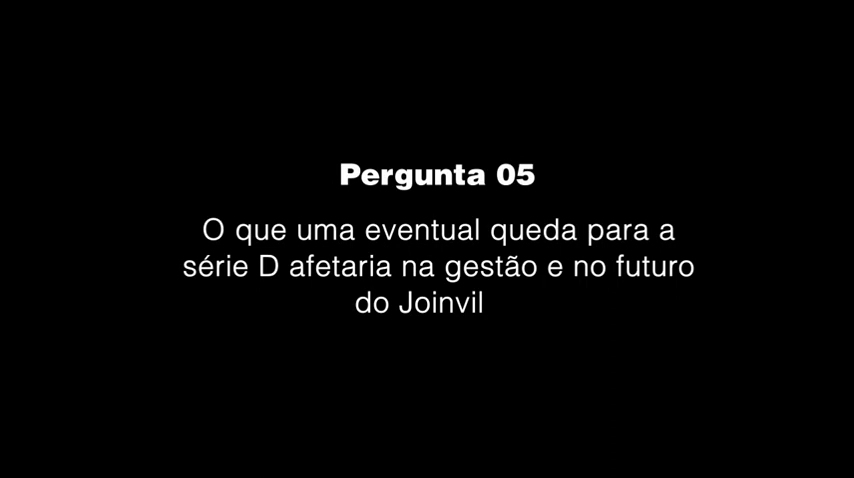 Pergunta 05
O que uma eventual queda para a
série D afetaria na gestão e no futuro
do Joinvil